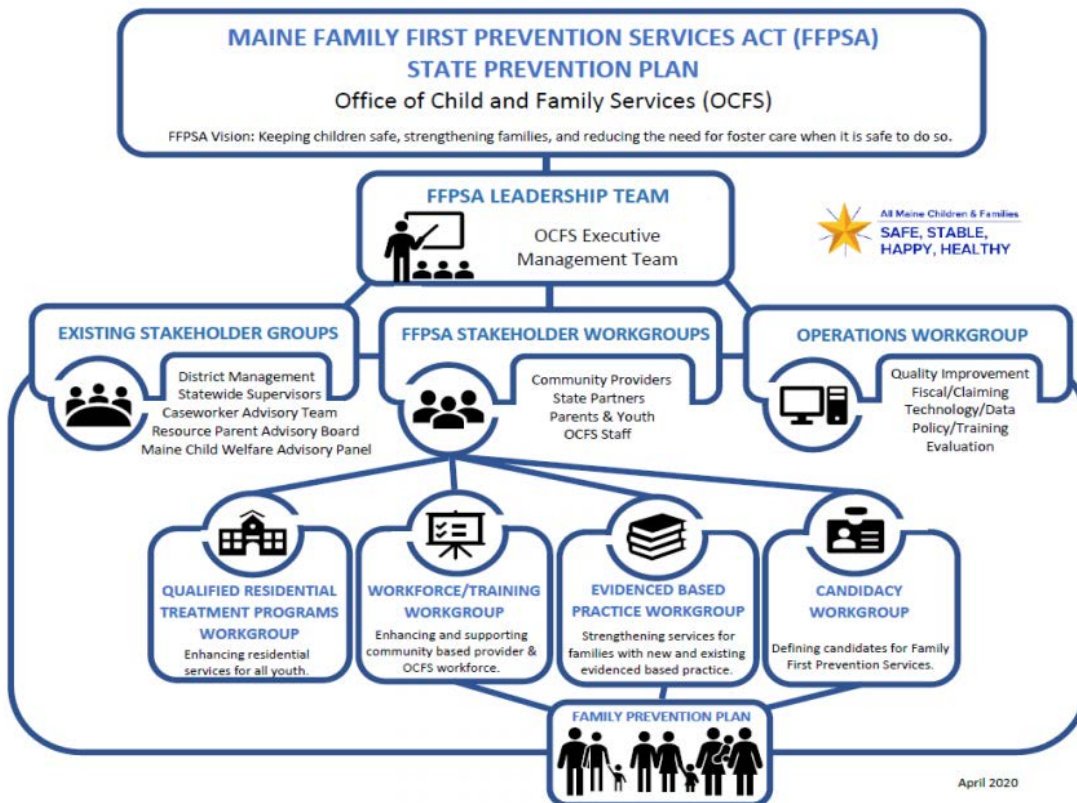 MAINE FAMILY FIRST PREVENTION SERVICES ACT (FFPSA)
STATE PREVENTION PLAN
Office of Child and Family Services (OCFS)
FFPSA Vision: Keeping children safe, strengthening families, and reducing the need for foster care when it is safe to do so.
FFPSA LEADERSHIP TEAM
OCFS Executive
Management Team
All Maine Children & Families
SAFE, STABLE,
HAPPY, HEALTHY
EXISTING STAKEHOLDER GROUPS
District Management
Statewide Supervisors
Caseworker Advisory Team
Resource Parent Advisory Board
Maine Child Welfare Advisory Panel
FFPSA STAKEHOLDER WORKGROUPS
Community Providers
State Partners
Parents & Youth
OCFS Staff
OPERATIONS WORKGROUP
Quality Improvement
Fiscal/Claiming
Technology/Data
Policy/Training
Evaluation
QUALIFIED RESIDENTIAL
TREATMENT PROGRAMS
WORKGROUP
Enhancing residential
services for all youth.
WORKFORCE/TRAINING
WORKGROUP
Enhancing and supporting
community based provider &
OCFS workforce.
EVIDENCED BASED
PRACTICE WORKGROUP
Strengthening services for
families with new and existing
evidenced based practice.
CANDIDACY
WORKGROUP
Defining candidates for Family
First Prevention Services.
FAMILY PREVENTION PLAN
April 2020